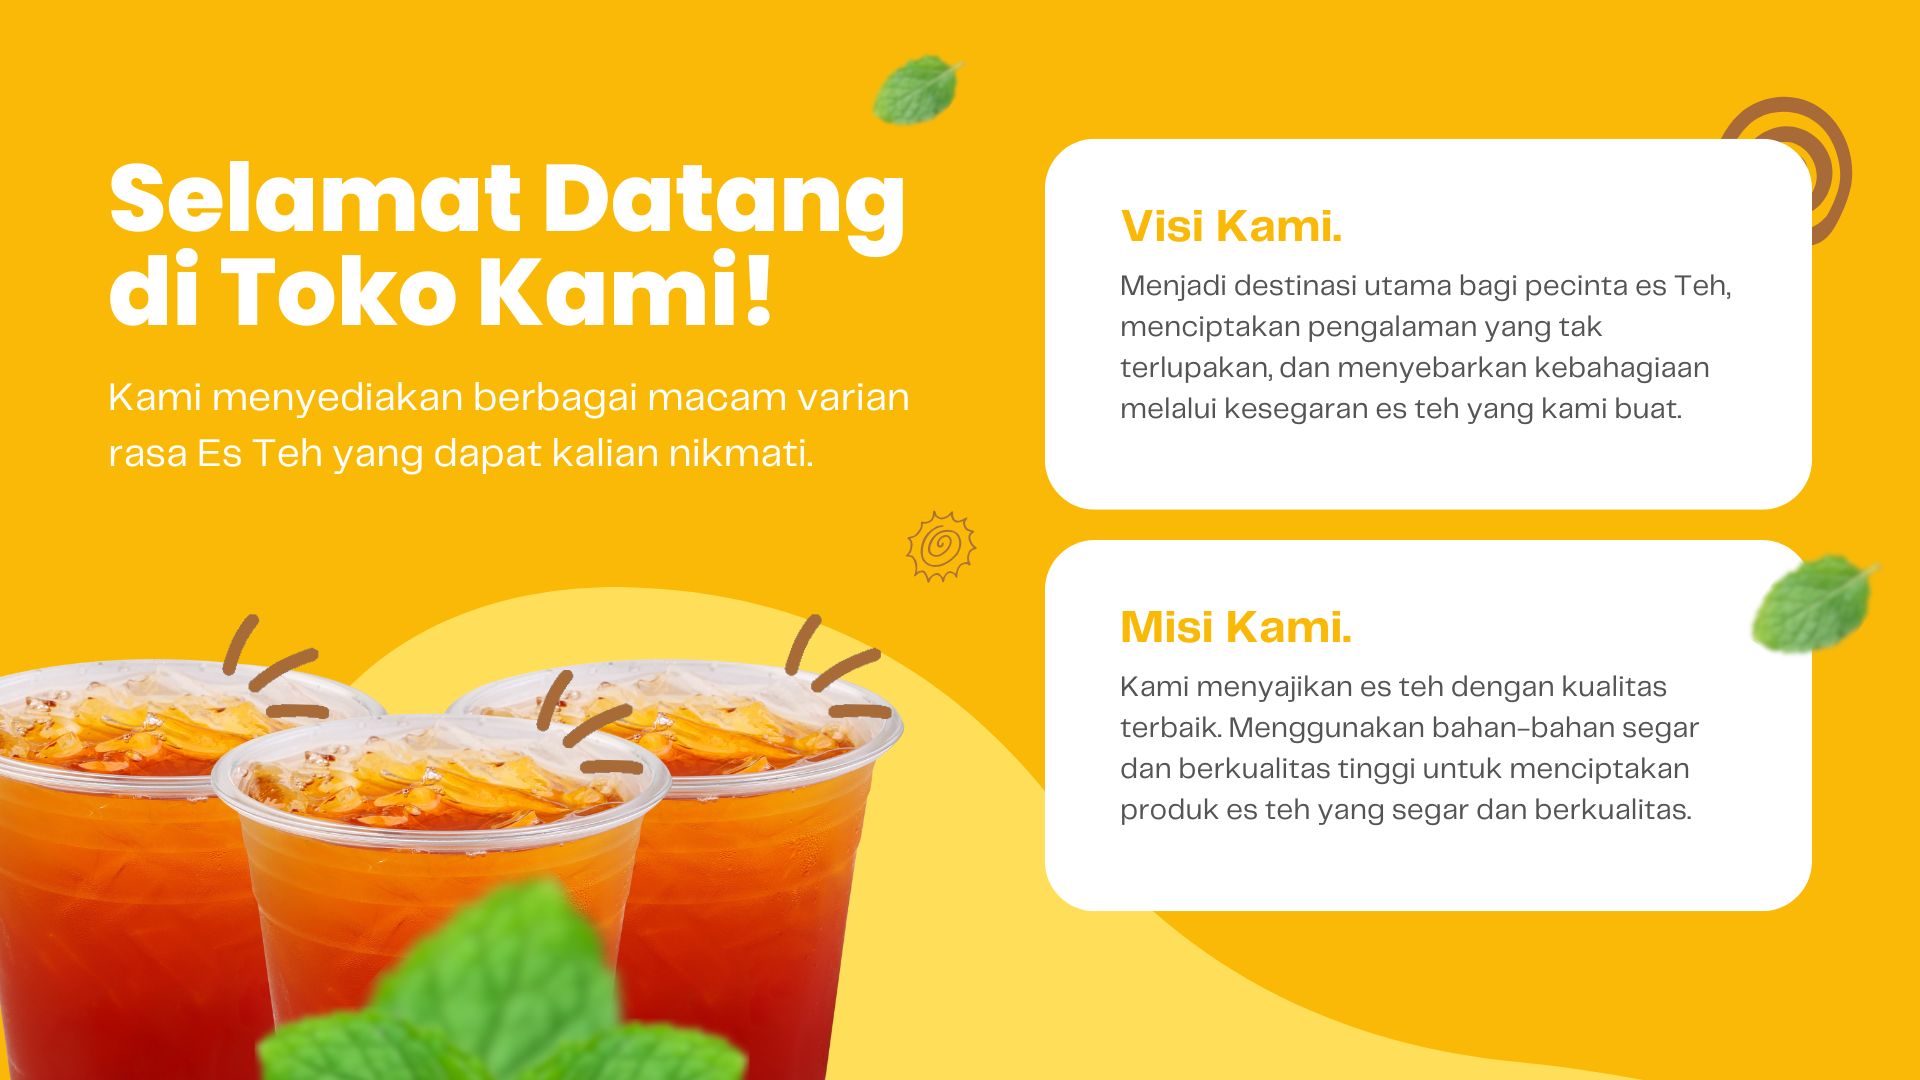 Selamat Datang
di Toko Kami!
Kami menyediakan berbagai macam varian
rasa Es Teh yang dapat kalian nikmati.
Visi Kami.
Menjadi destinasi utama bagi pecinta es Teh,
menciptakan pengalaman yang tak
terlupakan, dan menyebarkan kebahagiaan
melalui kesegaran es teh yang kami buat.
Misi Kami.
Kami menyajikan es teh dengan kualitas
terbaik. Menggunakan bahan-bahan segar
dan berkualitas tinggi untuk menciptakan
produk es teh yang segar dan berkualitas.